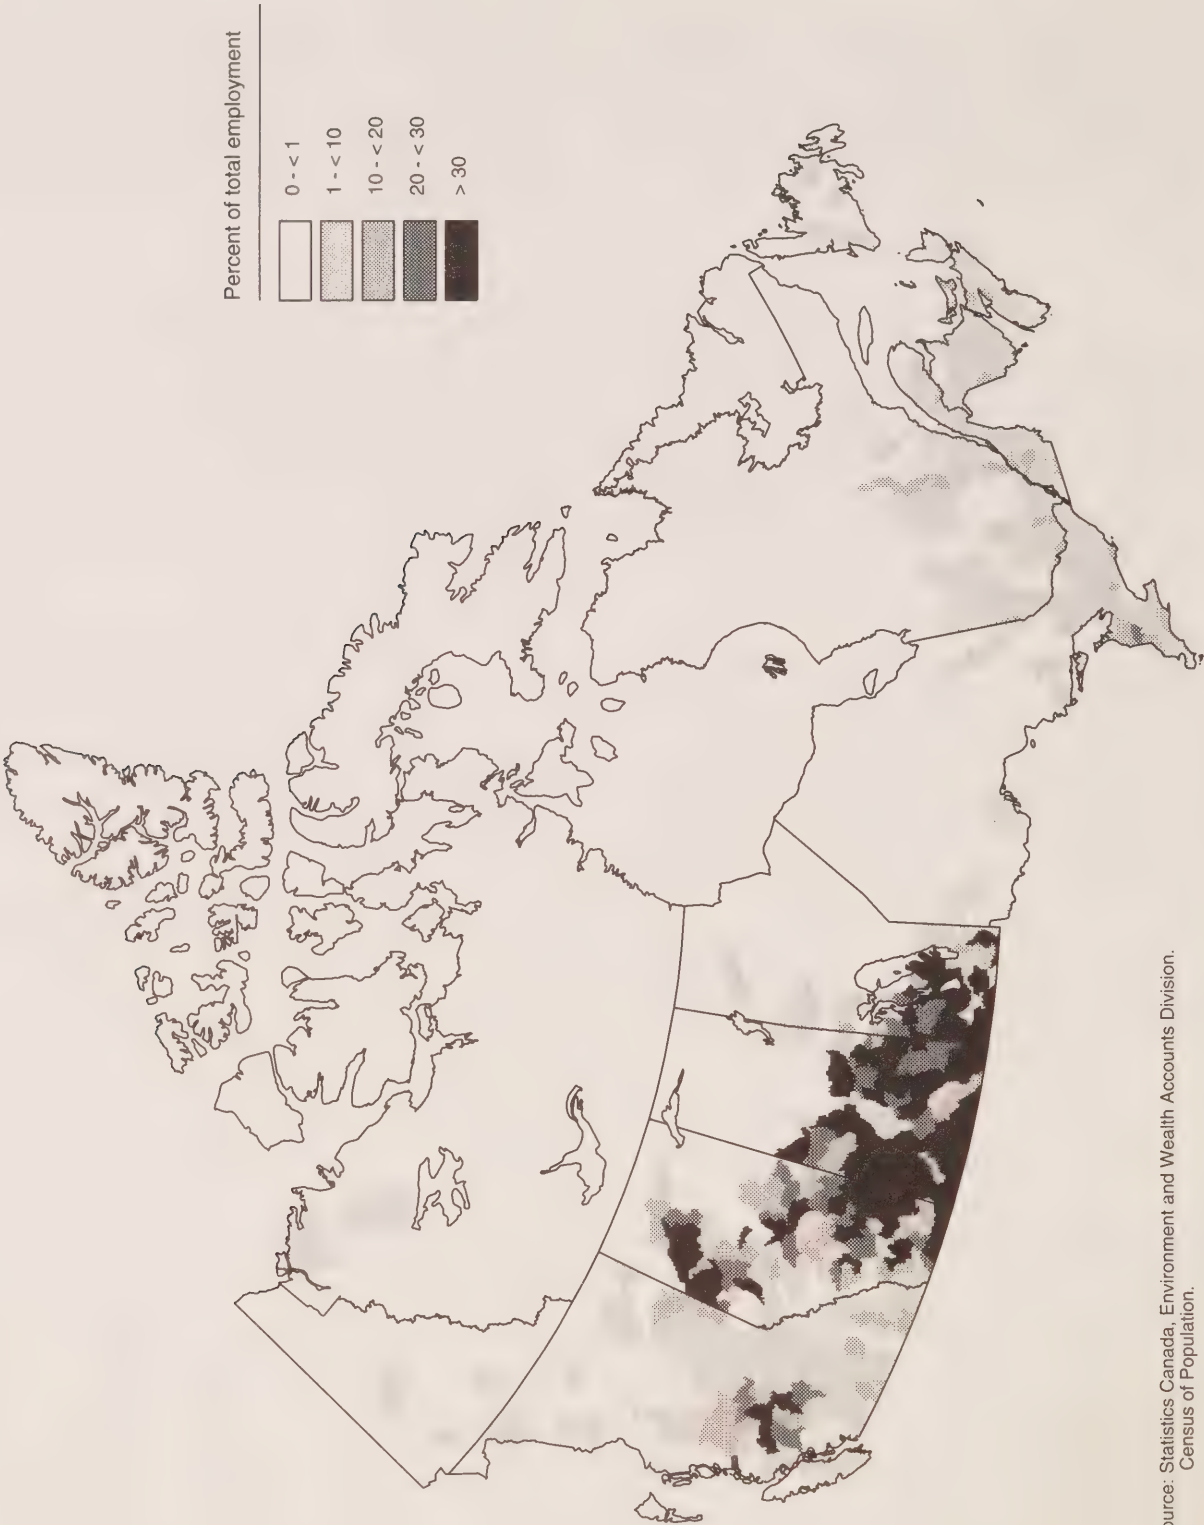 Percent of total employment
0 - < 1
1 - < 10
10 - < 20
20 - < 30
> 30
Statistics Canada, Environment and Wealth Accounts Division.
Census of Population.